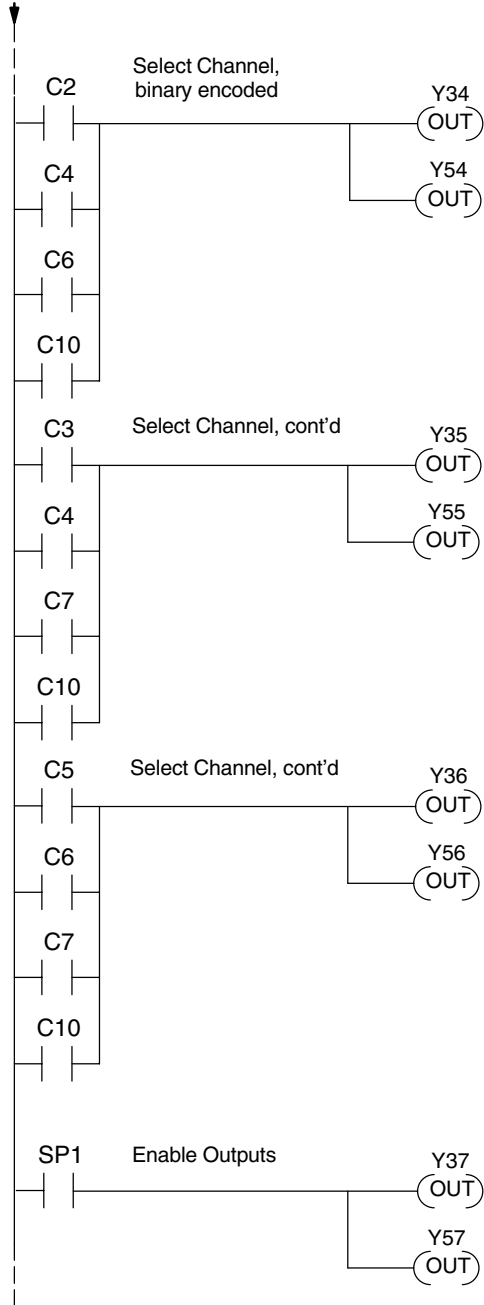 Select Channel,
binary encoded
C2
Y34
OUT
Y54
OUT
C4
C6
C10
C3
Select Channel, cont'd
Y35
OUT
Y55
OUT
C4
C7
C10
C5
Select Channel, cont'd
Y36
OUT
Y56
OUT
C6
C7
C10
SP1
Enable Outputs
Y37
OUT
Y57
OUT